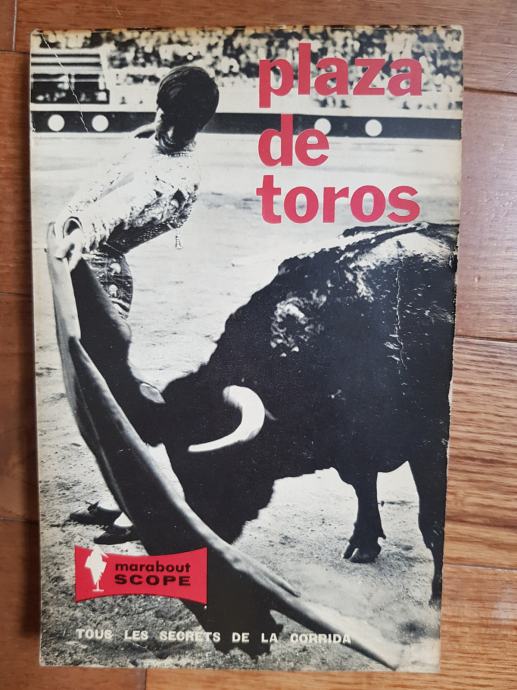 plaza
de
toros
marabout
SCOPE
TOUS LES SECRETS DE LA CORRIDA